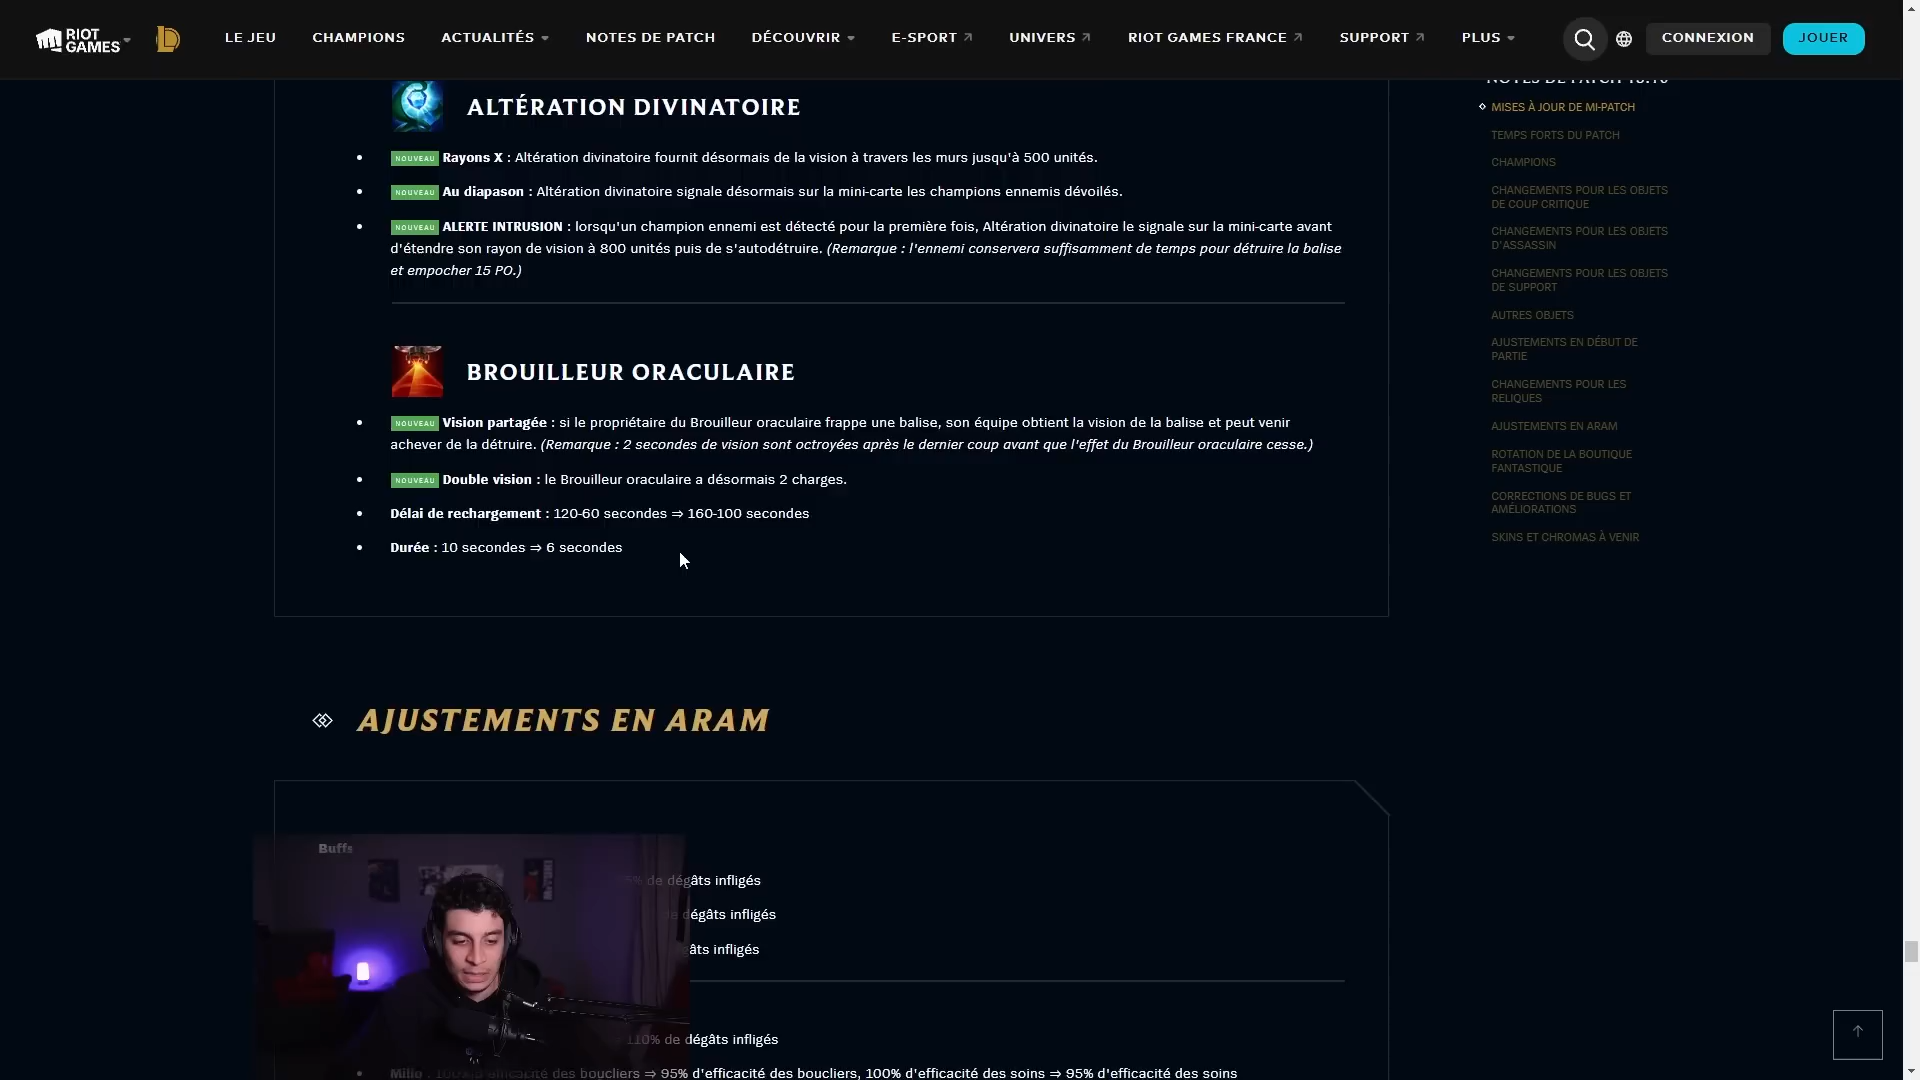 RIOT GAMES
LE JEU
CHAMPIONS
ACTUALITÉS
NOTES DE PATCH
DÉCOUVRIR
E-SPORT
UNIVERS
RIOT GAMES FRANCE
SUPPORT
PLUS
CONNEXION
JOUER
ALTÉRATION DIVINATOIRE
NOUVEAU Rayons X : Altération divinatoire fournit désormais de la vision à travers les murs jusqu'à 500 unités.
NOUVEAU Au diapason : Altération divinatoire signale désormais sur la mini-carte les champions ennemis dévoilés.
NOUVEAU ALERTE INTRUSION : lorsqu'un champion ennemi est détecté pour la première fois, Altération divinatoire le signale sur la mini-carte avant
d'étendre son rayon de vision à 800 unités puis de s'autodétruire. (Remarque : l'ennemi conservera suffisamment de temps pour détruire la balise
et empocher 15 PO.)
BROUILLEUR ORACULAIRE
NOUVEAU Vision partagée : si le propriétaire du Brouilleur oraculaire frappe une balise, son équipe obtient la vision de la balise et peut venir
achever de la détruire. (Remarque : 2 secondes de vision sont octroyées après le dernier coup avant que l'effet du Brouilleur oraculaire cesse.)
NOUVEAU Double vision : le Brouilleur oraculaire a désormais 2 charges.
Délai de rechargement : 120-60 secondes ⇒ 160-100 secondes
Durée : 10 secondes ⇒ 6 secondes
AJUSTEMENTS EN ARAM
Buffs
de dégâts infligés
de dégâts infligés
dégâts infligés
110% de dégâts infligés
Milio : 100% d'efficacité des boucliers ⇒ 95% d'efficacité des boucliers, 100% d'efficacité des soins ⇒ 95% d'efficacité des soins
NOTES DE PATCH 13.10
MISES À JOUR DE MI-PATCH
TEMPS FORTS DU PATCH
CHAMPIONS
CHANGEMENTS POUR LES OBJETS
DE COUP CRITIQUE
CHANGEMENTS POUR LES OBJETS
D'ASSASSIN
CHANGEMENTS POUR LES OBJETS
DE SUPPORT
AUTRES OBJETS
AJUSTEMENTS EN DÉBUT DE
PARTIE
CHANGEMENTS POUR LES
RELIQUES
AJUSTEMENTS EN ARAM
ROTATION DE LA BOUTIQUE
FANTASTIQUE
CORRECTIONS DE BUGS ET
AMÉLIORATIONS
SKINS ET CHROMAS À VENIR